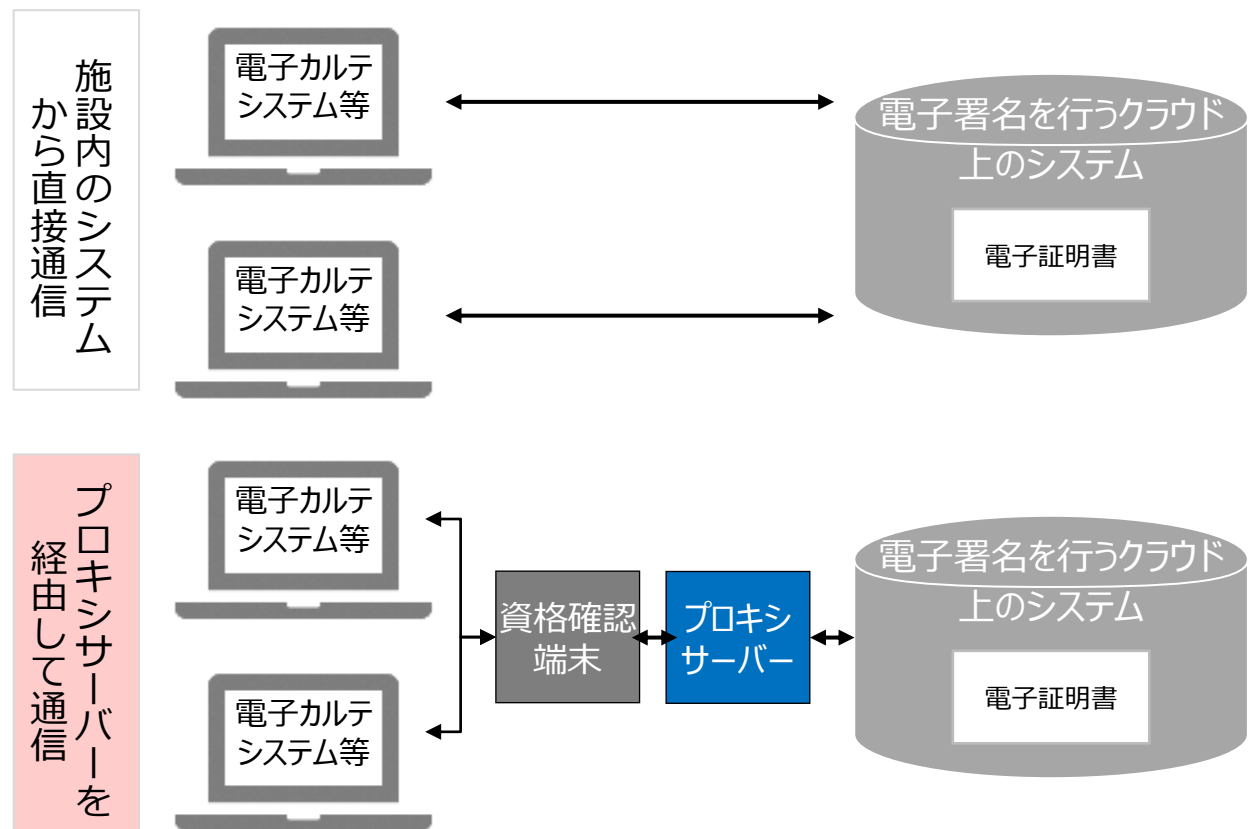 施設内のシステム
から直接通信
電子カルテ
システム等
電子カルテ
システム等
電子署名を行うクラウド
上のシステム
電子証明書
プロキシサーバーを
経由して通信
電子カルテ
システム等
電子カルテ
システム等
資格確認
端末
プロキシ
サーバー
電子署名を行うクラウド
上のシステム
電子証明書